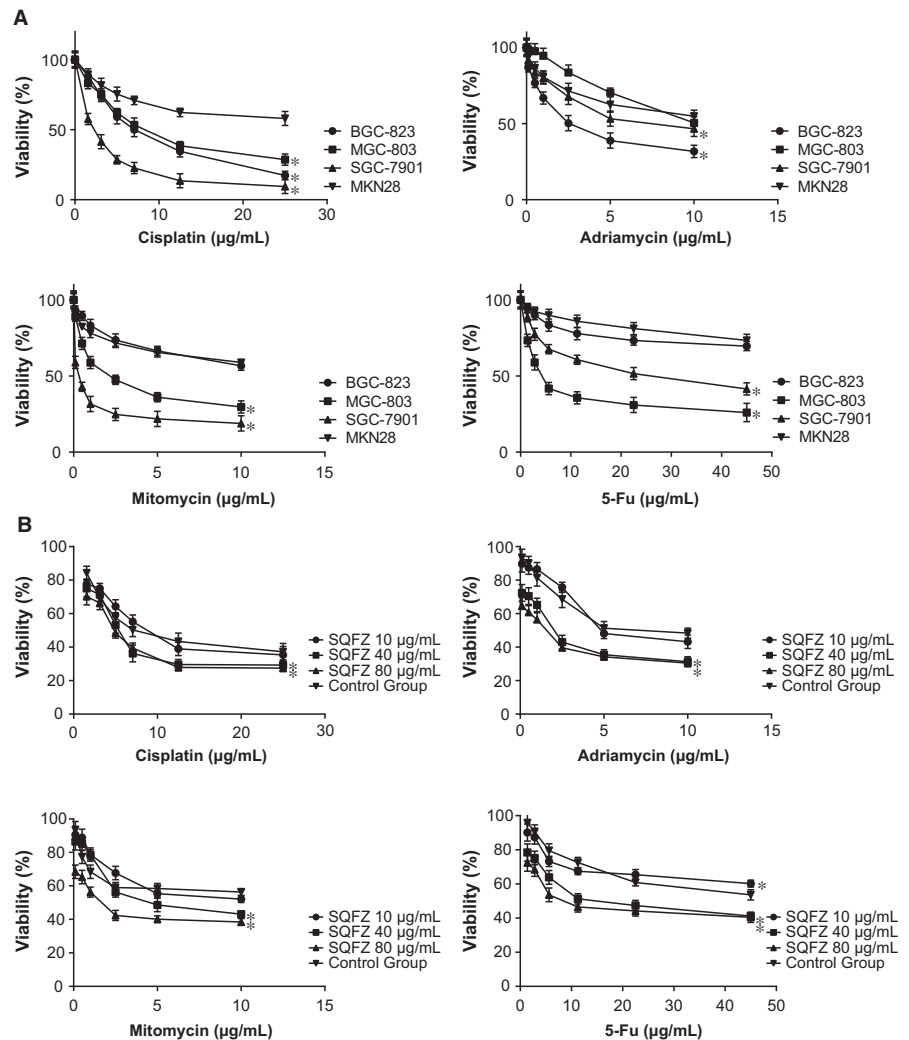 A
Viability (%)
100
50
0
0 10 20 30
Cisplatin (µg/mL)
BGC-823
MGC-803
SGC-7901
MKN28
*
*
*
Viability (%)
100
50
0
0 5 10 15
Adriamycin (µg/mL)
BGC-823
MGC-803
SGC-7901
MKN28
*
*
Viability (%)
100
50
0
0 5 10 15
Mitomycin (µg/mL)
BGC-823
MGC-803
SGC-7901
MKN28
*
*
Viability (%)
100
50
0
0 10 20 30 40 50
5-Fu (µg/mL)
BGC-823
MGC-803
SGC-7901
MKN28
*
*
B
Viability (%)
100
80
60
40
20
0
0 10 20 30
Cisplatin (µg/mL)
SQFZ 10 µg/mL
SQFZ 40 µg/mL
SQFZ 80 µg/mL
Control Group
*
*
Viability (%)
100
80
60
40
20
0
0 5 10 15
Adriamycin (µg/mL)
SQFZ 10 µg/mL
SQFZ 40 µg/mL
SQFZ 80 µg/mL
Control Group
*
*
Viability (%)
100
80
60
40
20
0
0 5 10 15
Mitomycin (µg/mL)
SQFZ 10 µg/mL
SQFZ 40 µg/mL
SQFZ 80 µg/mL
Control Group
*
*
Viability (%)
100
80
60
40
20
0
0 10 20 30 40 50
5-Fu (µg/mL)
SQFZ 10 µg/mL
SQFZ 40 µg/mL
SQFZ 80 µg/mL
Control Group
*
*
*